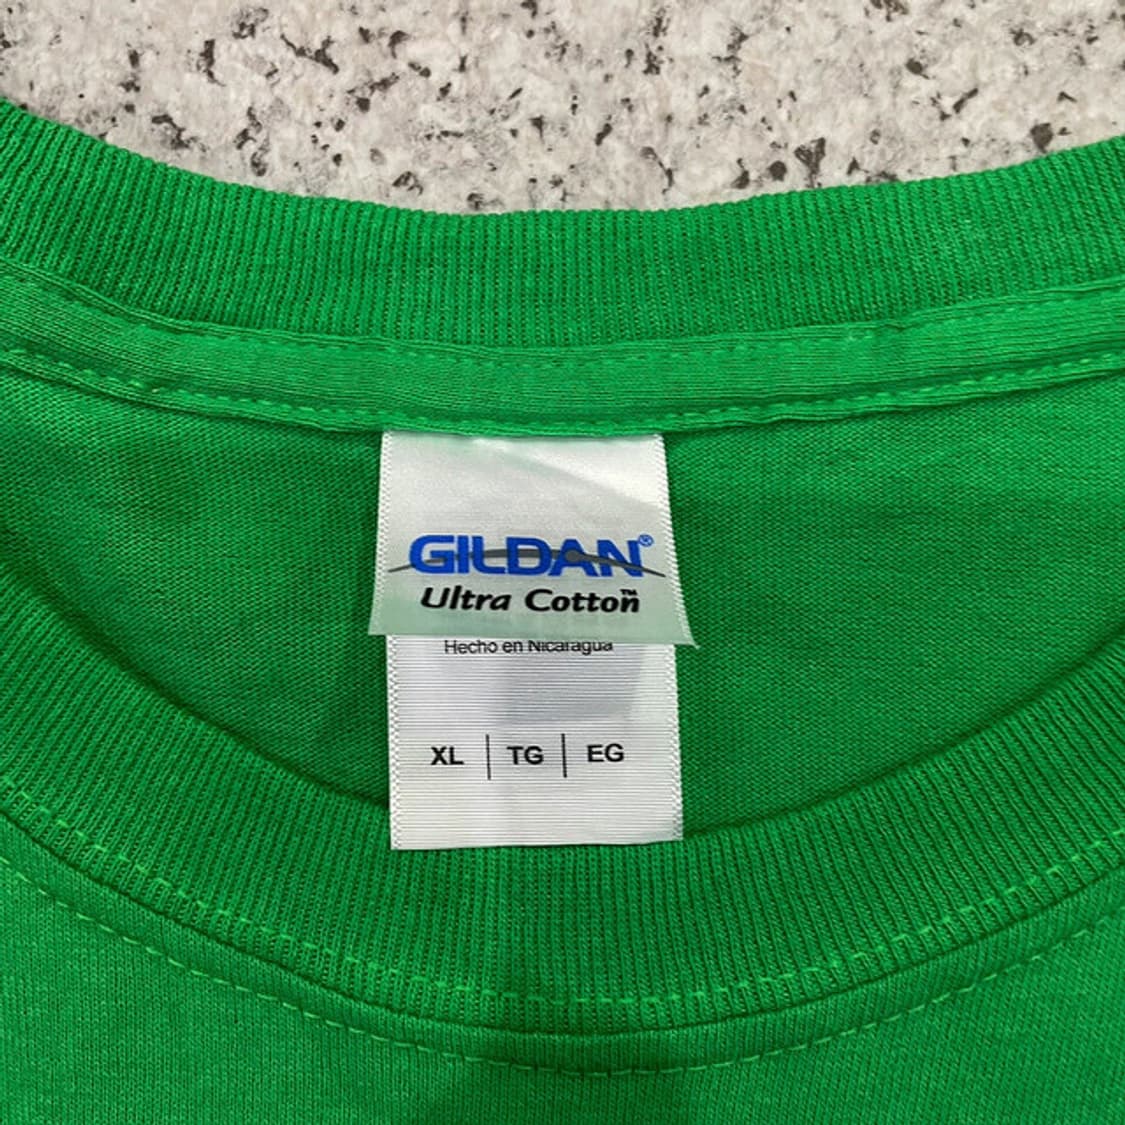 GILDAN®
Ultra Cotton™
Hecho en Nicaragua
XL | TG | EG